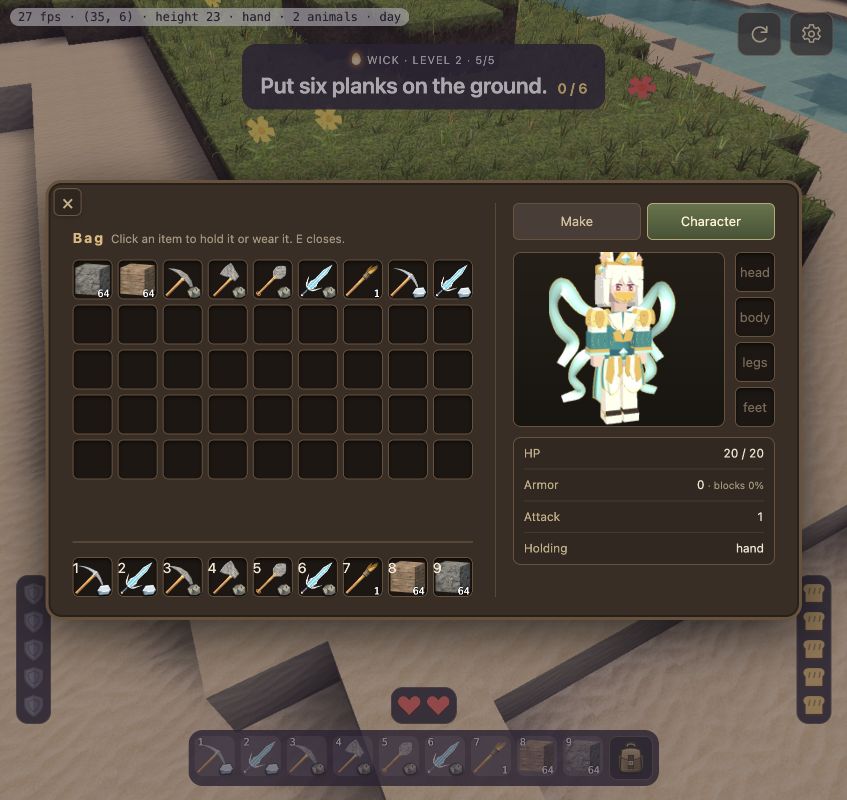 27 fps · (35, 6) · height 23 · hand · 2 animals · day
WICK · LEVEL 2 · 5/5
Put six planks on the ground. 0 / 6
Make
Character
Bag Click an item to hold it or wear it. E closes.
64 64 1
head
body
legs
feet
HP 20 / 20
Armor 0 · blocks 0%
Attack 1
Holding hand
1 2 3 4 5 6 7 8 9
1 64 64
1 2 3 4 5 6 7 8 9
1 64 64